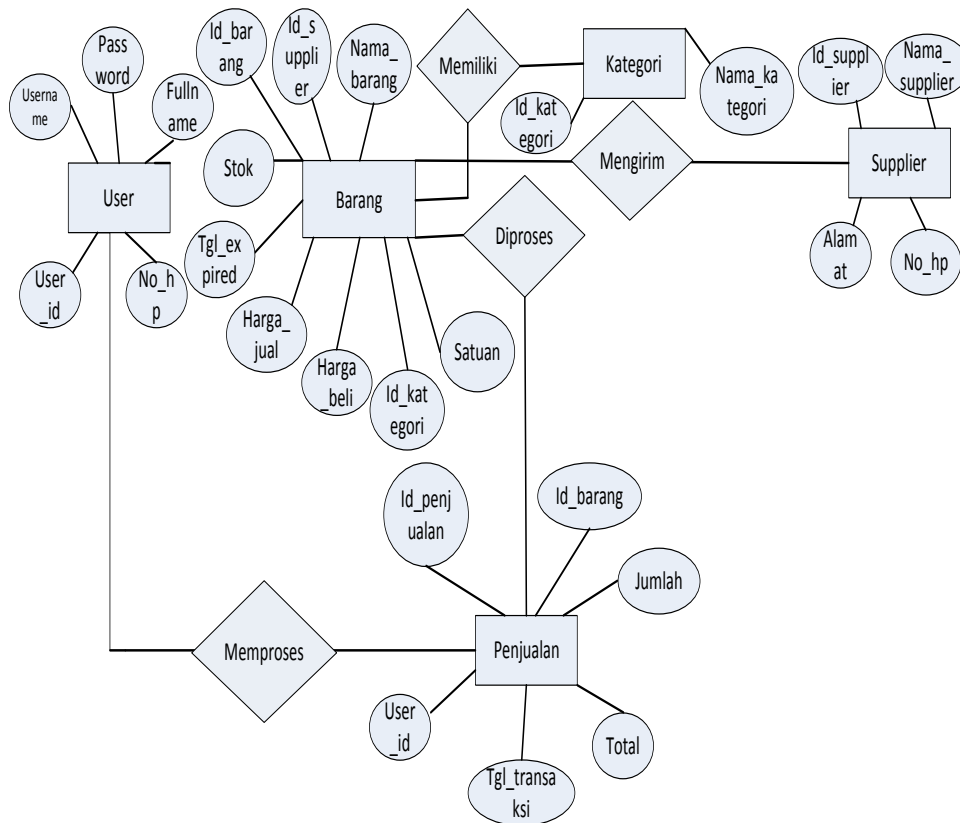 Pass
word
Userna
me
Fulln
ame
User
User
_id
No_h
p
Id_bar
ang
Id_s
upplier
Nama_
barang
Stok
Barang
Tgl_ex
pired
Harga_
jual
Harga
_beli
Id_kat
egori
Satuan
Memiliki
Kategori
Id_kat
egori
Nama_ka
tegori
Mengirim
Id_suppl
ier
Nama_
supplier
Supplier
Alam
at
No_hp
Diproses
Id_penj
ualan
Id_barang
Jumlah
Memproses
Penjualan
User
_id
Tgl_transa
ksi
Total